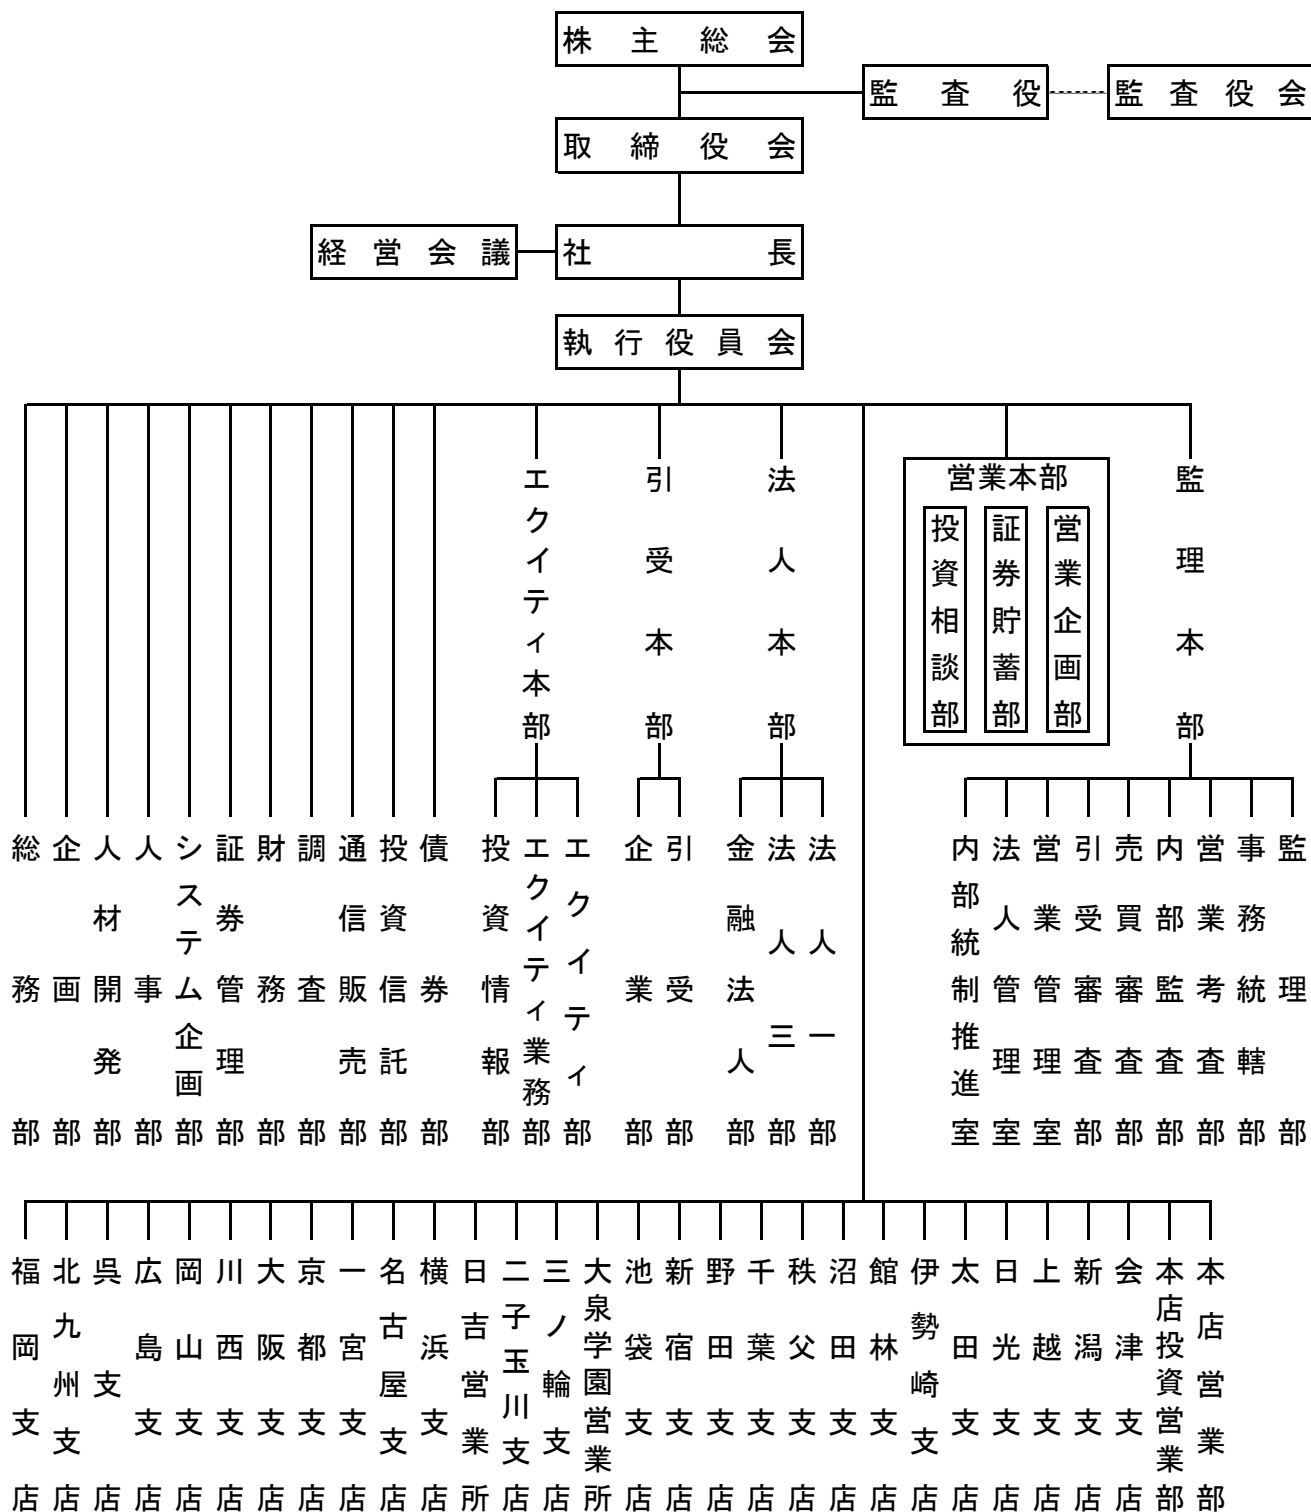 株主総会
監査役
監査役会
取締役会
経営会議
社長
執行役員会
エクイティ本部
引受本部
法人本部
営業本部
投資相談部
証券貯蓄部
営業企画部
監理本部
総務部
企画部
人材開発部
人事部
システム企画部
証券管理部
財務部
調査部
通信販売部
投資信託部
債券部
投資情報部
エクイティ業務部
エクイティ部
企業部
引受部
金融法人部
法人三部
法人一部
内部統制推進室
法人管理室
営業管理室
引受審査部
売買審査部
内部監査部
営業考査部
事務統轄部
監理部
福岡支店
北九州支店
呉支店
広島支店
岡山支店
川西支店
大阪支店
京都支店
一宮支店
名古屋支店
横浜支店
日吉営業所
二子玉川支店
三ノ輪支店
大泉学園営業所
池袋支店
新宿支店
野田支店
千葉支店
秩父支店
沼田支店
館林支店
伊勢崎支店
太田支店
日光支店
上越支店
新潟支店
会津支店
本店投資営業部
本店営業部